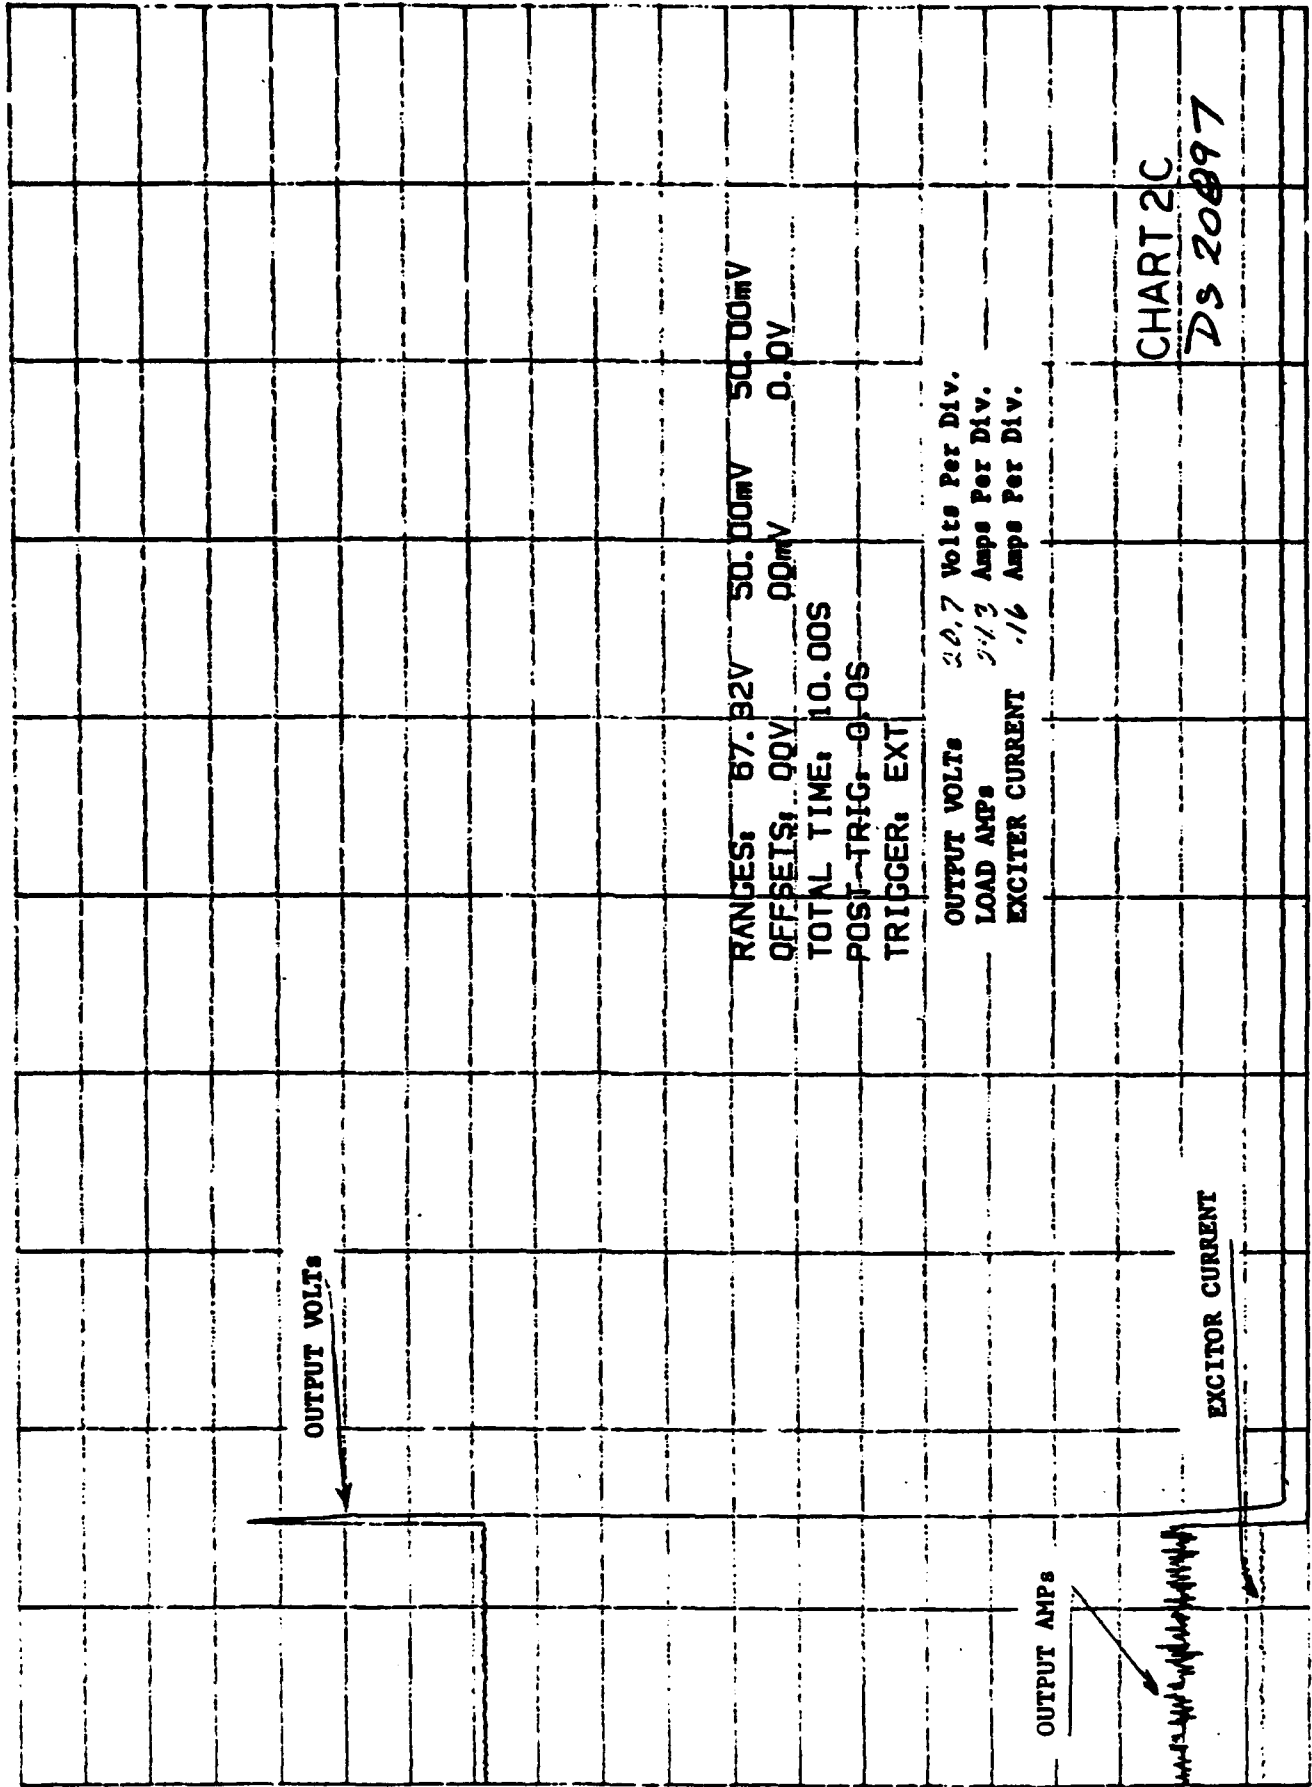 OUTPUT VOLTs
RANGES: 67.32V 50.00mV 50.00mV
OFFSETS: 00V 00mV 0.0V
TOTAL TIME: 10.00S
POST-TRIG: 0.0S
TRIGGER: EXT
OUTPUT VOLTs 20.7 Volts Per Div.
LOAD AMPs Amps Per Div.
EXCITER CURRENT .16 Amps Per Div.
OUTPUT AMPs
EXCITOR CURRENT
CHART 2C
DS 20897